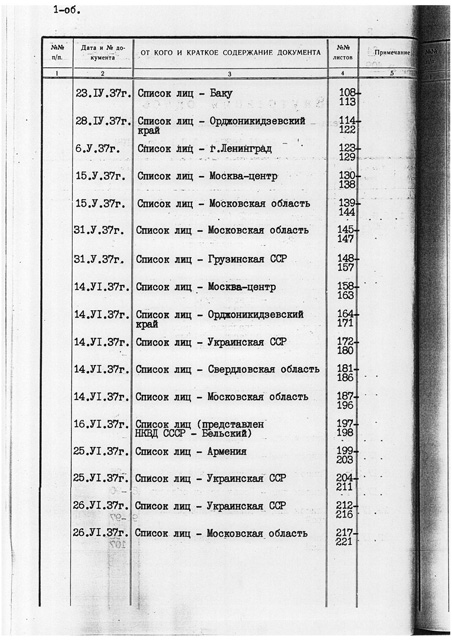 1-об.
№№ п/п.
Дата и № до-
кумента
ОТ КОГО И КРАТКОЕ СОДЕРЖАНИЕ ДОКУМЕНТА
№№
листов
Примечание
1 2 3 4 5
23.IУ.37г. Список лиц - Баку 108-
113
28.IУ.37г. Список лиц - Орджоникидзевский 114-
край 122
6.У.37г. Список лиц - г.Ленинград 123-
129
15.У.37г. Список лиц - Москва-центр 130-
138
15.У.37г. Список лиц - Московская область 139-
144
31.У.37г. Список лиц - Московская область 145-
147
31.У.37г. Список лиц - Грузинская ССР 148-
157
14.УI.37г. Список лиц - Москва-центр 158-
163
14.УI.37г. Список лиц - Орджоникидзевский 164-
край 171
14.УI.37г. Список лиц - Украинская ССР 172-
180
14.УI.37г. Список лиц - Свердловская область 181-
186
14.УI.37г. Список лиц - Московская область 187-
196
16.УI.37г. Список лиц (представлен 197-
НКВД СССР - Бельский) 198
25.УI.37г. Список лиц - Армения 199-
203
25.УI.37г. Список лиц - Украинская ССР 204-
211
26.УI.37г. Список лиц - Украинская ССР 212-
216
26.УI.37г. Список лиц - Московская область 217-
221